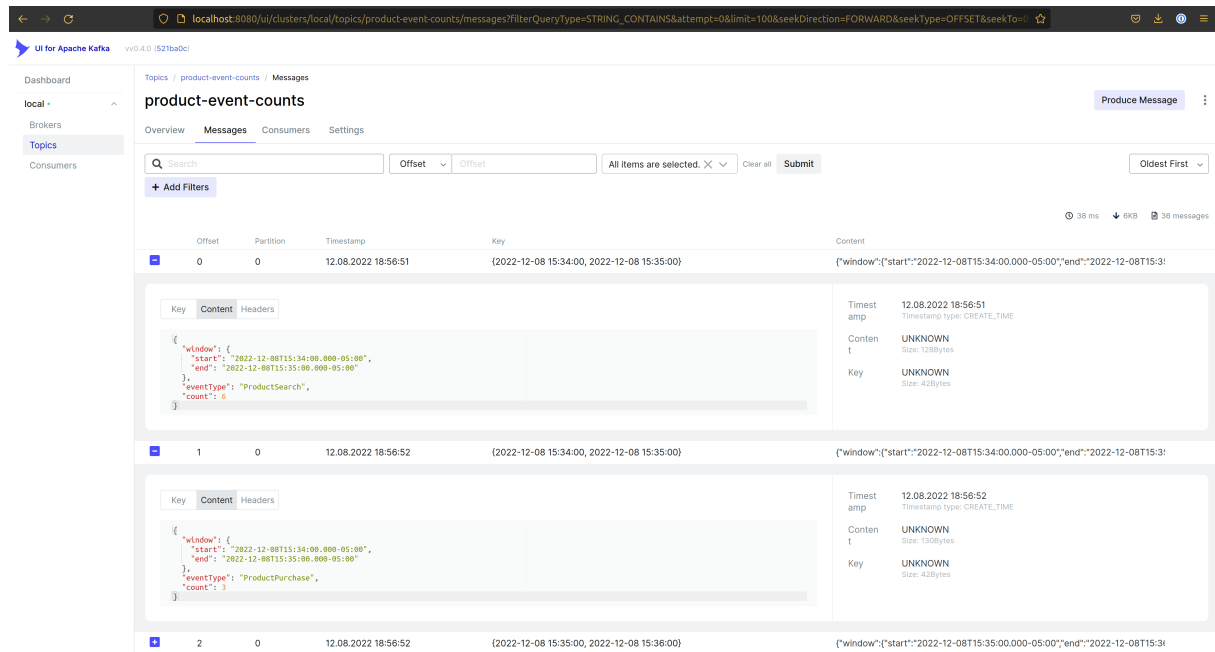 localhost:8080/ui/clusters/local/topics/product-event-counts/messages?filterQueryType=STRING_CONTAINS&attempt=0&limit=100&seekDirection=FORWARD&seekType=OFFSET&seekTo=0
UI for Apache Kafka vv0.4.0 (521ba0c)
Dashboard
local
Brokers
Topics
Consumers
Topics / product-event-counts / Messages
product-event-counts
Produce Message
Overview Messages Consumers Settings
Search Offset Offset All items are selected. Clear all Submit Oldest First
+ Add Filters
38 ms 6KB 36 messages
Offset Partition Timestamp Key Content
0 0 12.08.2022 18:56:51 {2022-12-08 15:34:00, 2022-12-08 15:35:00} {"window":{"start":"2022-12-08T15:34:00.000-05:00","end":"2022-12-08T15:35
Key Content Headers
{
"window": {
"start": "2022-12-08T15:34:00.000-05:00",
"end": "2022-12-08T15:35:00.000-05:00"
},
"eventType": "ProductSearch",
"count": 6
}
Timest
amp
12.08.2022 18:56:51
Timestamp type: CREATE_TIME
Conten
t
UNKNOWN
Size: 128Bytes
Key UNKNOWN
Size: 42Bytes
1 0 12.08.2022 18:56:52 {2022-12-08 15:34:00, 2022-12-08 15:35:00} {"window":{"start":"2022-12-08T15:34:00.000-05:00","end":"2022-12-08T15:35
Key Content Headers
{
"window": {
"start": "2022-12-08T15:34:00.000-05:00",
"end": "2022-12-08T15:35:00.000-05:00"
},
"eventType": "ProductPurchase",
"count": 3
}
Timest
amp
12.08.2022 18:56:52
Timestamp type: CREATE_TIME
Conten
t
UNKNOWN
Size: 130Bytes
Key UNKNOWN
Size: 42Bytes
2 0 12.08.2022 18:56:52 {2022-12-08 15:35:00, 2022-12-08 15:36:00} {"window":{"start":"2022-12-08T15:35:00.000-05:00","end":"2022-12-08T15:36